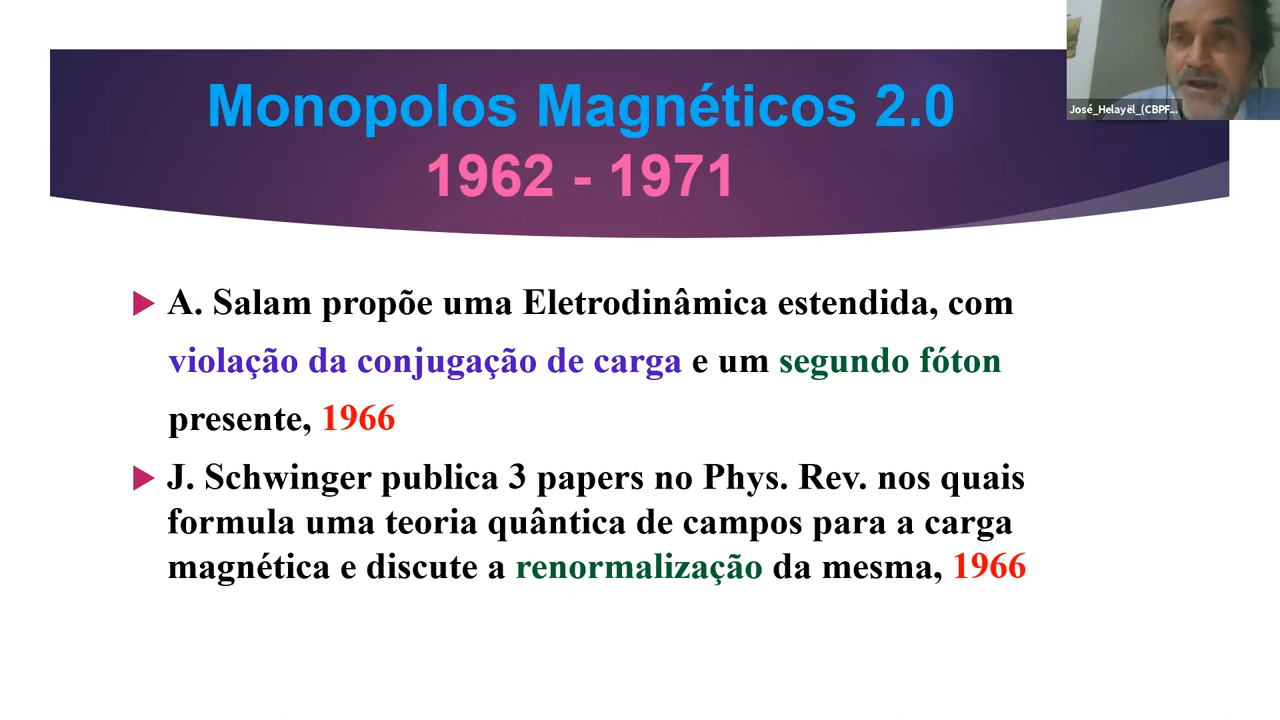 Monopolos Magnéticos 2.0
1962 - 1971
José_Helayël_(CBPF...
A. Salam propõe uma Eletrodinâmica estendida, com
violação da conjugação de carga e um segundo fóton
presente, 1966
J. Schwinger publica 3 papers no Phys. Rev. nos quais
formula uma teoria quântica de campos para a carga
magnética e discute a renormalização da mesma, 1966